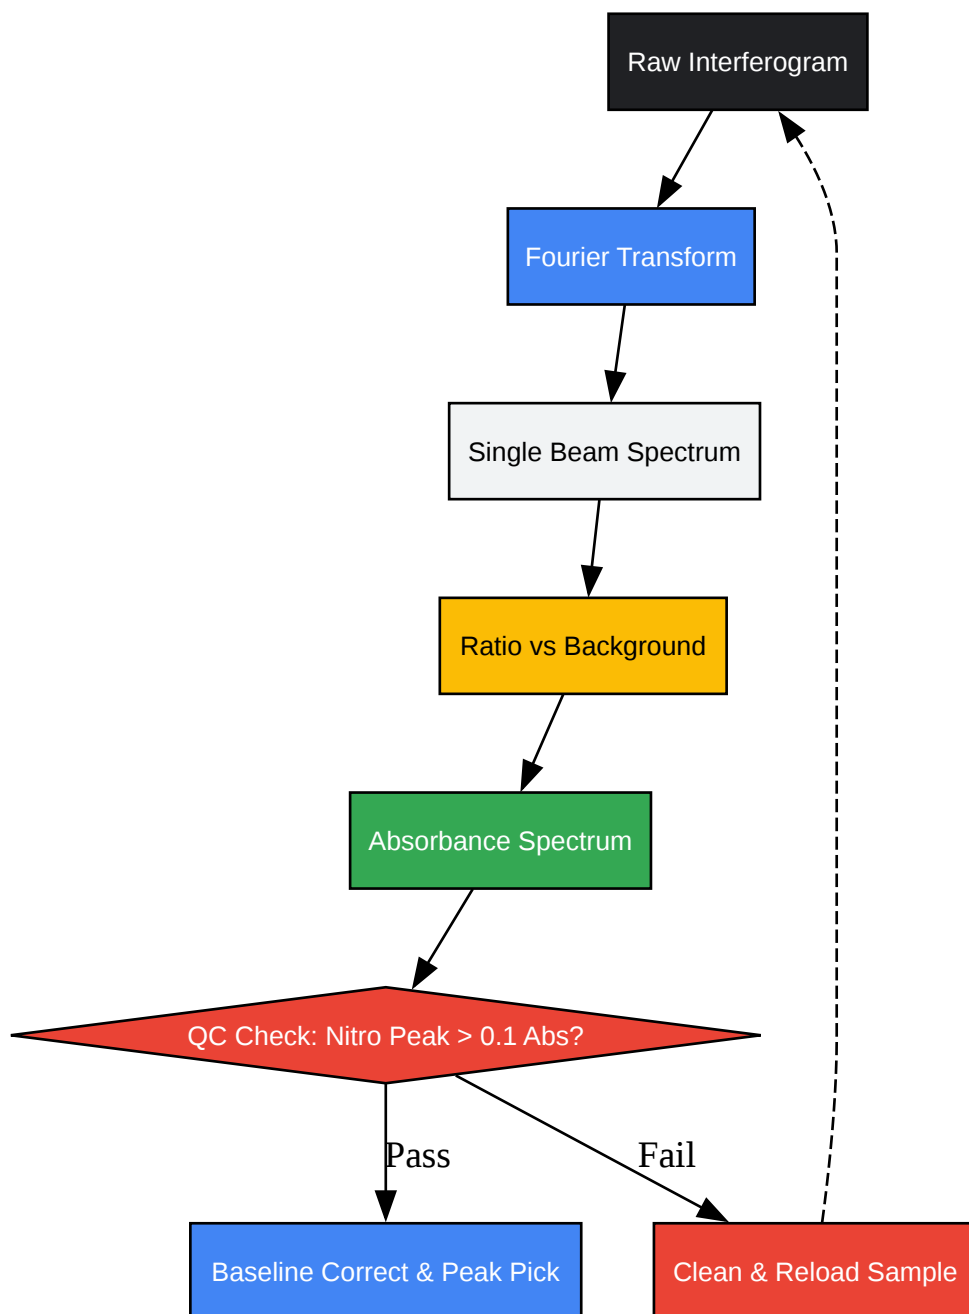 Raw Interferogram
Fourier Transform
Single Beam Spectrum
Ratio vs Background
Absorbance Spectrum
QC Check: Nitro Peak > 0.1 Abs?
Pass
Fail
Baseline Correct & Peak Pick
Clean & Reload Sample